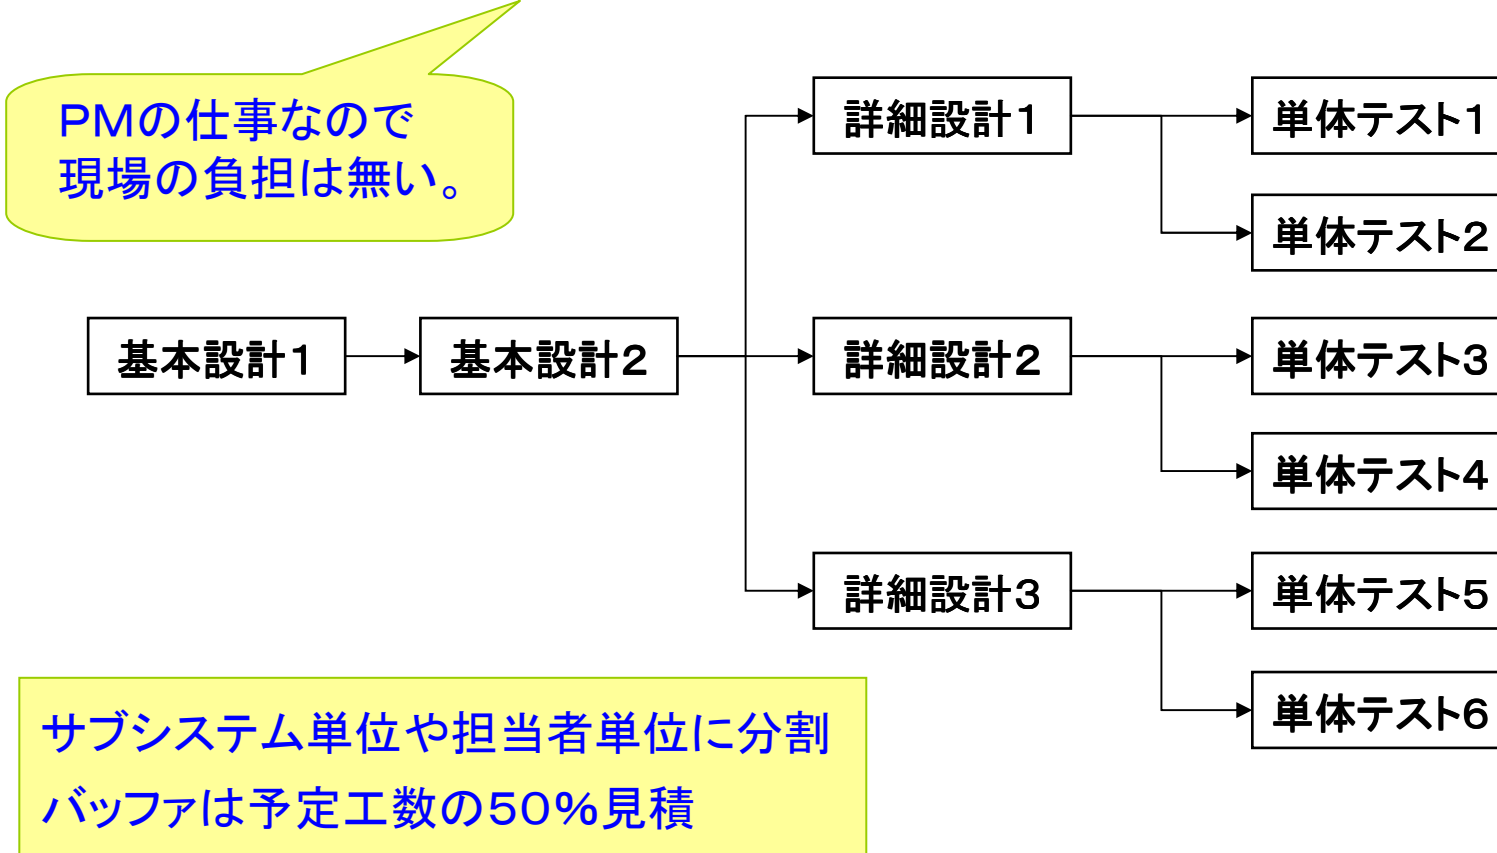 PMの仕事なので
現場の負担は無い。
詳細設計1
単体テスト1
単体テスト2
基本設計1
基本設計2
詳細設計2
単体テスト3
単体テスト4
詳細設計3
単体テスト5
単体テスト6
サブシステム単位や担当者単位に分割
バッファは予定工数の50%見積